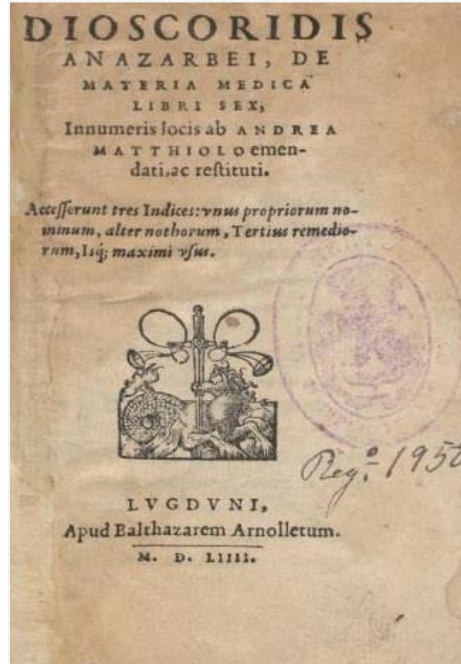 DIOSCORIDIS
ANAZARBEI, DE
MATERIA MEDICA
LIBRI SEX,
Innumeris locis ab ANDREA
MATTHIOLO emen-
dati, ac restituti.
Accesserunt tres Indices: vnus propriorum no-
minum, alter nothorum, Tertius remedio-
rum, Isq; maximi vsus.
Reg.º 1950
LVGDVNI,
Apud Balthazarem Arnolletum.
M. D. LIIII.